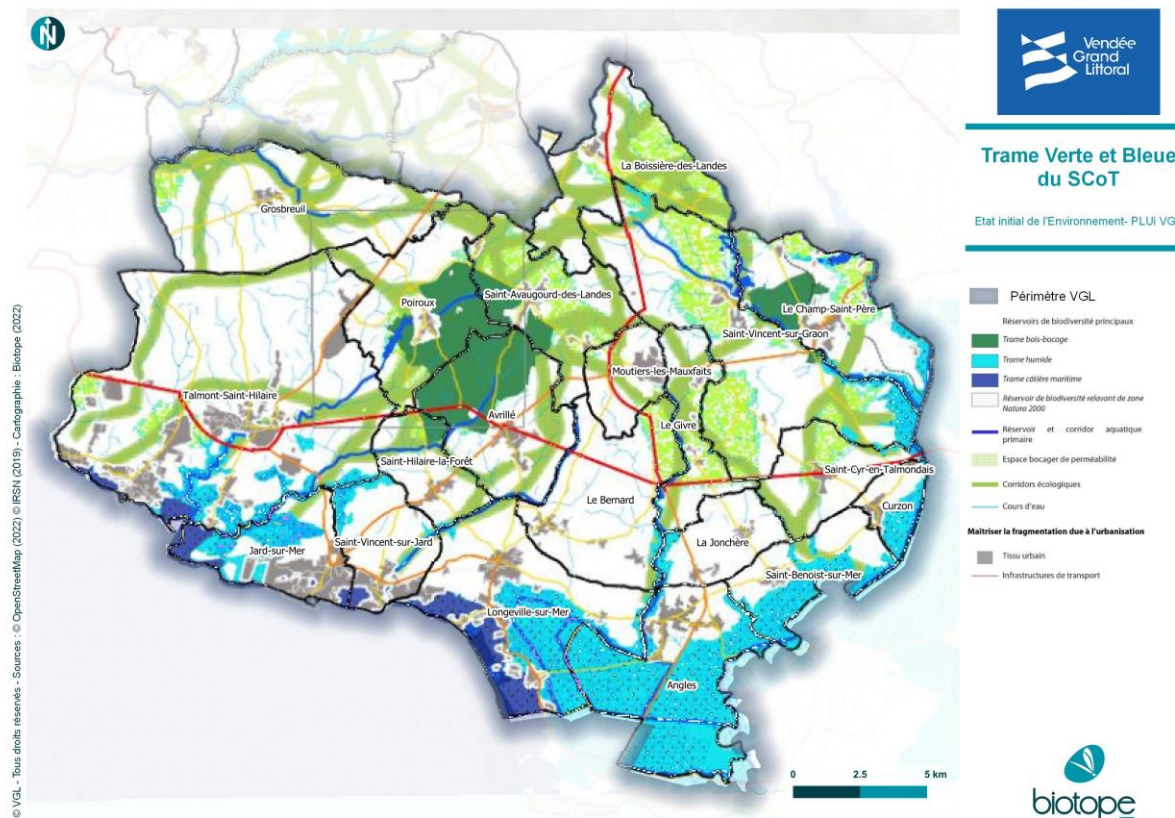 N
Vendée
Grand
Littoral
Trame Verte et Bleue
du SCoT
Etat initial de l'Environnement- PLUi VG
Périmètre VGL
Réservoirs de biodiversité principaux
Trame bois-bocage
Trame humide
Trame côtière maritime
Réservoir de biodiversité relavant de zone
Natura 2000
Réservoir et corridor aquatique
primaire
Espace bocager de perméabilité
Corridors écologiques
Cours d'eau
Maîtriser la fragmentation due à l'urbanisation
Tissu urbain
Infrastructures de transport
La Boissière-des-Landes
Grosbreuil
Poiroux
Saint-Avaugourd-des-Landes
Le Champ-Saint-Père
Saint-Vincent-sur-Graon
Moutiers-les-Mauxfaits
Talmont-Saint-Hilaire
Avrillé
Le Givre
Saint-Hilaire-la-Forêt
Saint-Cyr-en-Talmondais
Le Bernard
Curzon
La Jonchère
Saint-Vincent-sur-Jard
Jard-sur-Mer
Saint-Benoist-sur-Mer
Longeville-sur-Mer
Angles
0 2.5 5 km
© VGL - Tous droits réservés - Sources : © OpenStreetMap (2022) © IRSN (2019) - Cartographie : Biotope (2022)
biotope